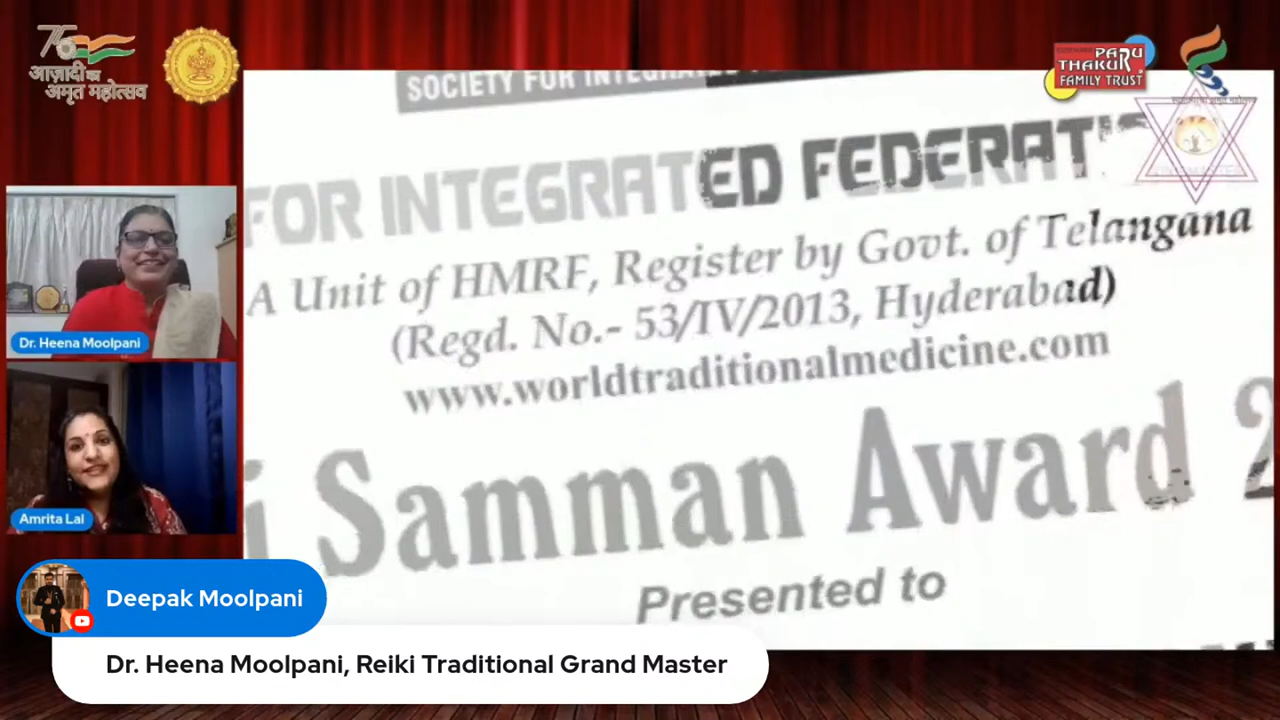 75
आज़ादी का
अमृत महोत्सव
PARU
THAKUR
FAMILY TRUST
SOCIETY FOR
FOR INTEGRATED
A Unit of HMRF, Register by Govt. of Telangana
(Regd. No.- 53/IV/2013, Hyderabad)
www.worldtraditionalmedicine.com
Samman Award
Presented to
Dr. Heena Moolpani
Amrita Lal
Deepak Moolpani
Dr. Heena Moolpani, Reiki Traditional Grand Master